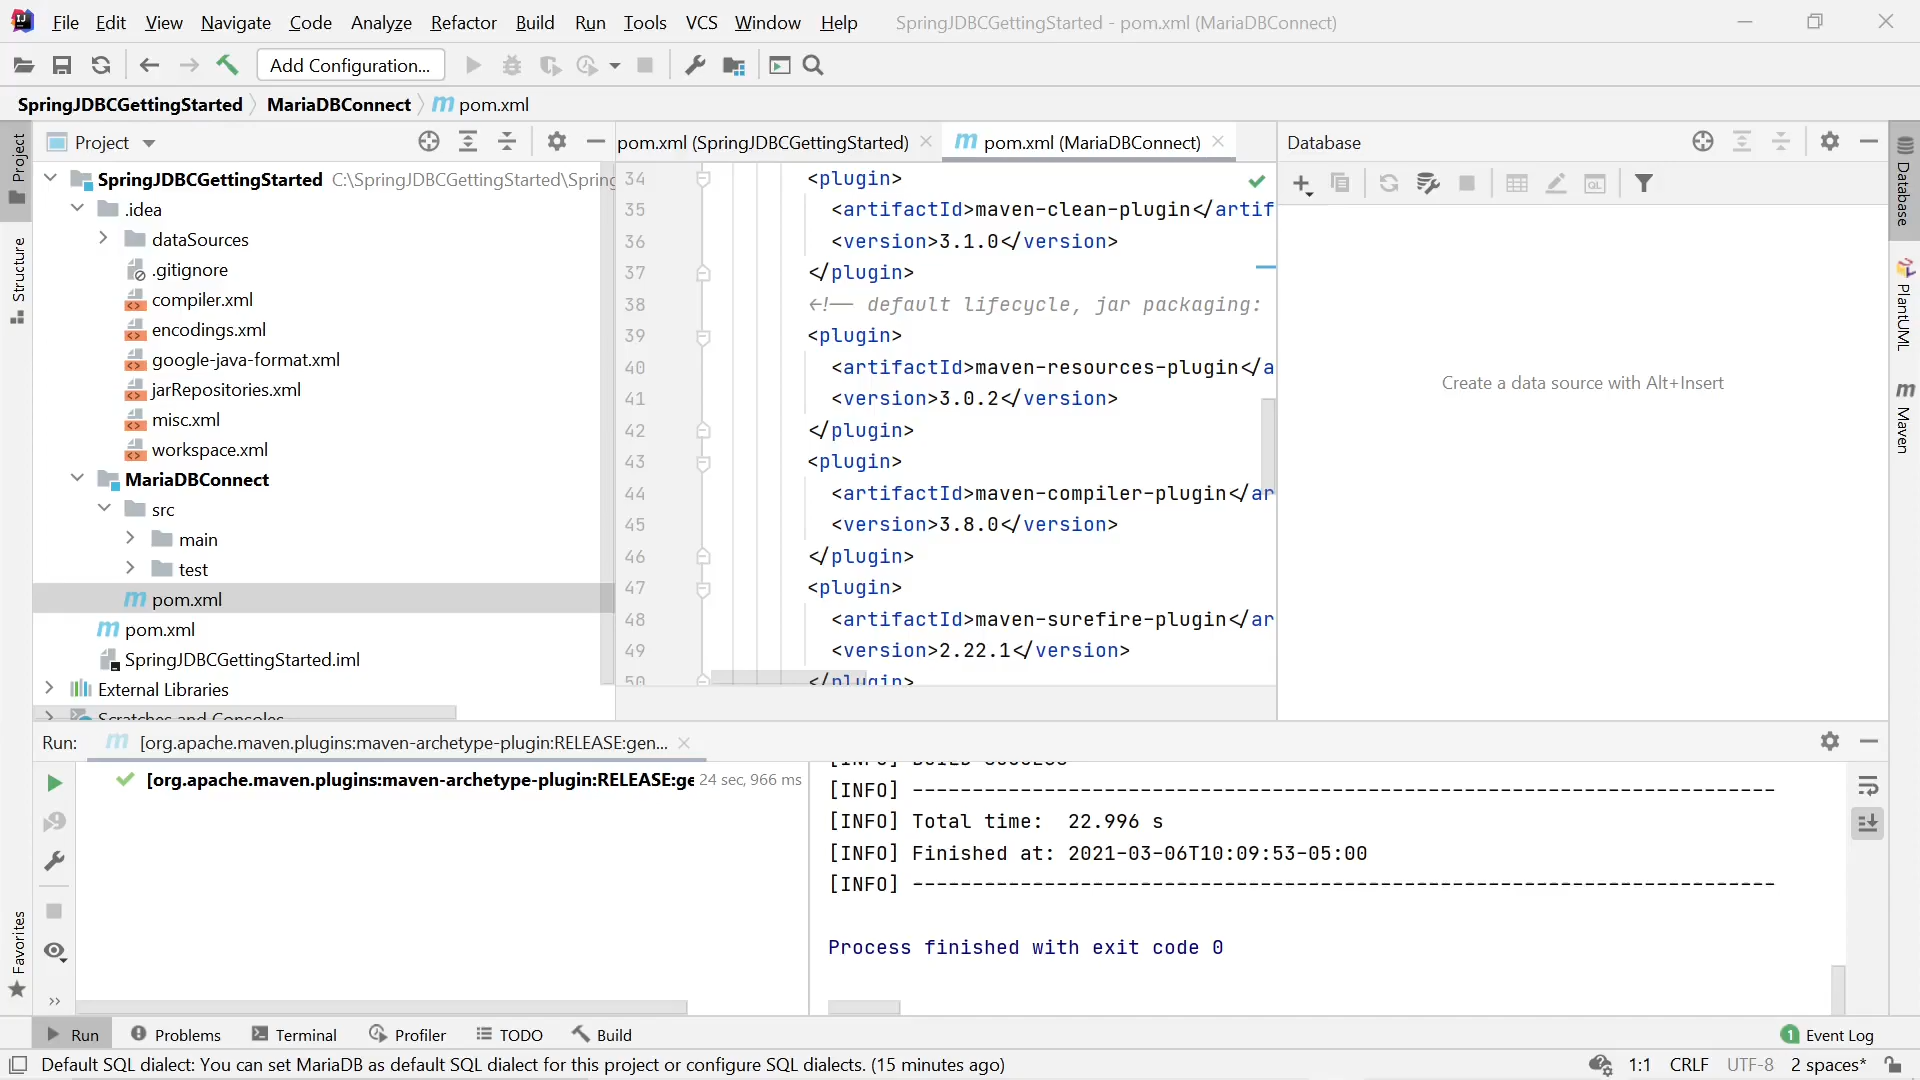 File Edit View Navigate Code Analyze Refactor Build Run Tools VCS Window Help SpringJDBCGettingStarted - pom.xml (MariaDBConnect)
Add Configuration...
SpringJDBCGettingStarted MariaDBConnect m pom.xml
Project
pom.xml (SpringJDBCGettingStarted)
m pom.xml (MariaDBConnect)
Database
SpringJDBCGettingStarted C:\SpringJDBCGettingStarted\Spring
.idea
dataSources
.gitignore
compiler.xml
encodings.xml
google-java-format.xml
jarRepositories.xml
misc.xml
workspace.xml
MariaDBConnect
src
main
test
m pom.xml
m pom.xml
SpringJDBCGettingStarted.iml
External Libraries
Scratches and Consoles
34 <plugin>
35 <artifactId>maven-clean-plugin</artif
36 <version>3.1.0</version>
37 </plugin>
38 <!-- default lifecycle, jar packaging:
39 <plugin>
40 <artifactId>maven-resources-plugin</a
41 <version>3.0.2</version>
42 </plugin>
43 <plugin>
44 <artifactId>maven-compiler-plugin</ar
45 <version>3.8.0</version>
46 </plugin>
47 <plugin>
48 <artifactId>maven-surefire-plugin</ar
49 <version>2.22.1</version>
50 </plugin>
Create a data source with Alt+Insert
Project
Structure
Favorites
Database
PlantUML
m Maven
Run: m [org.apache.maven.plugins:maven-archetype-plugin:RELEASE:gen...
[org.apache.maven.plugins:maven-archetype-plugin:RELEASE:ge 24 sec, 966 ms
[INFO] BUILD SUCCESS
[INFO] ------------------------------------------------------------------------
[INFO] Total time:  22.996 s
[INFO] Finished at: 2021-03-06T10:09:53-05:00
[INFO] ------------------------------------------------------------------------
Process finished with exit code 0
Run Problems Terminal Profiler TODO Build 1 Event Log
Default SQL dialect: You can set MariaDB as default SQL dialect for this project or configure SQL dialects. (15 minutes ago) 1:1 CRLF UTF-8 2 spaces*